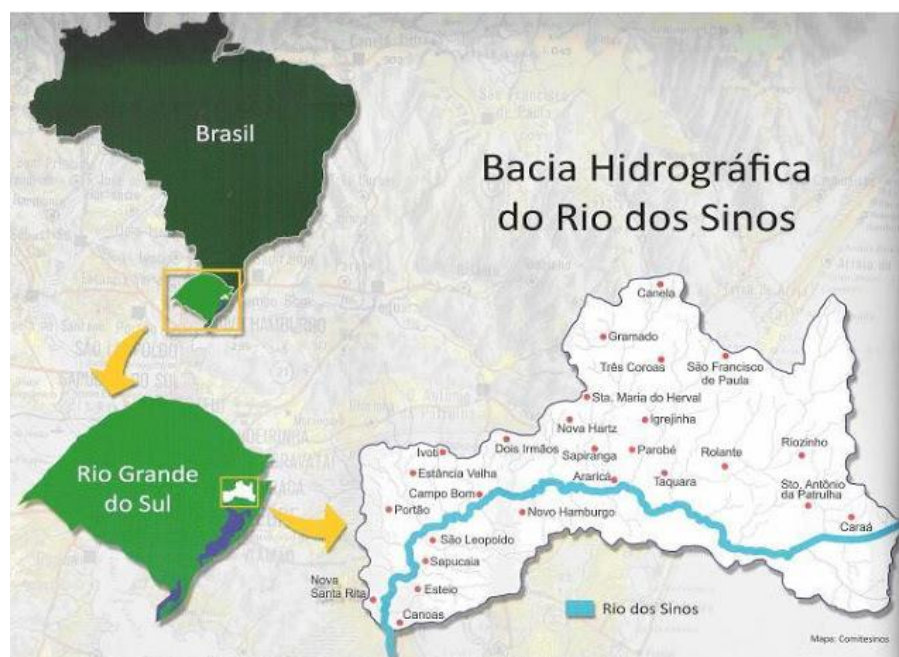 Brasil
Bacia Hidrográfica
do Rio dos Sinos
Canela
Gramado
Três Coroas
São Francisco
de Paula
Sta. Maria do Herval
Igrejinha
Nova Hartz
Dois Irmãos
Ivoti
Sapiranga
Parobé
Rolante
Riozinho
Estância Velha
Araricá
Taquara
Sto. Antônio
da Patrulha
Campo Bom
Portão
Novo Hamburgo
Caraá
São Leopoldo
Sapucaia
Nova
Santa Rita
Esteio
Canoas
Rio Grande
do Sul
Rio dos Sinos
Mapa: Comitesinos